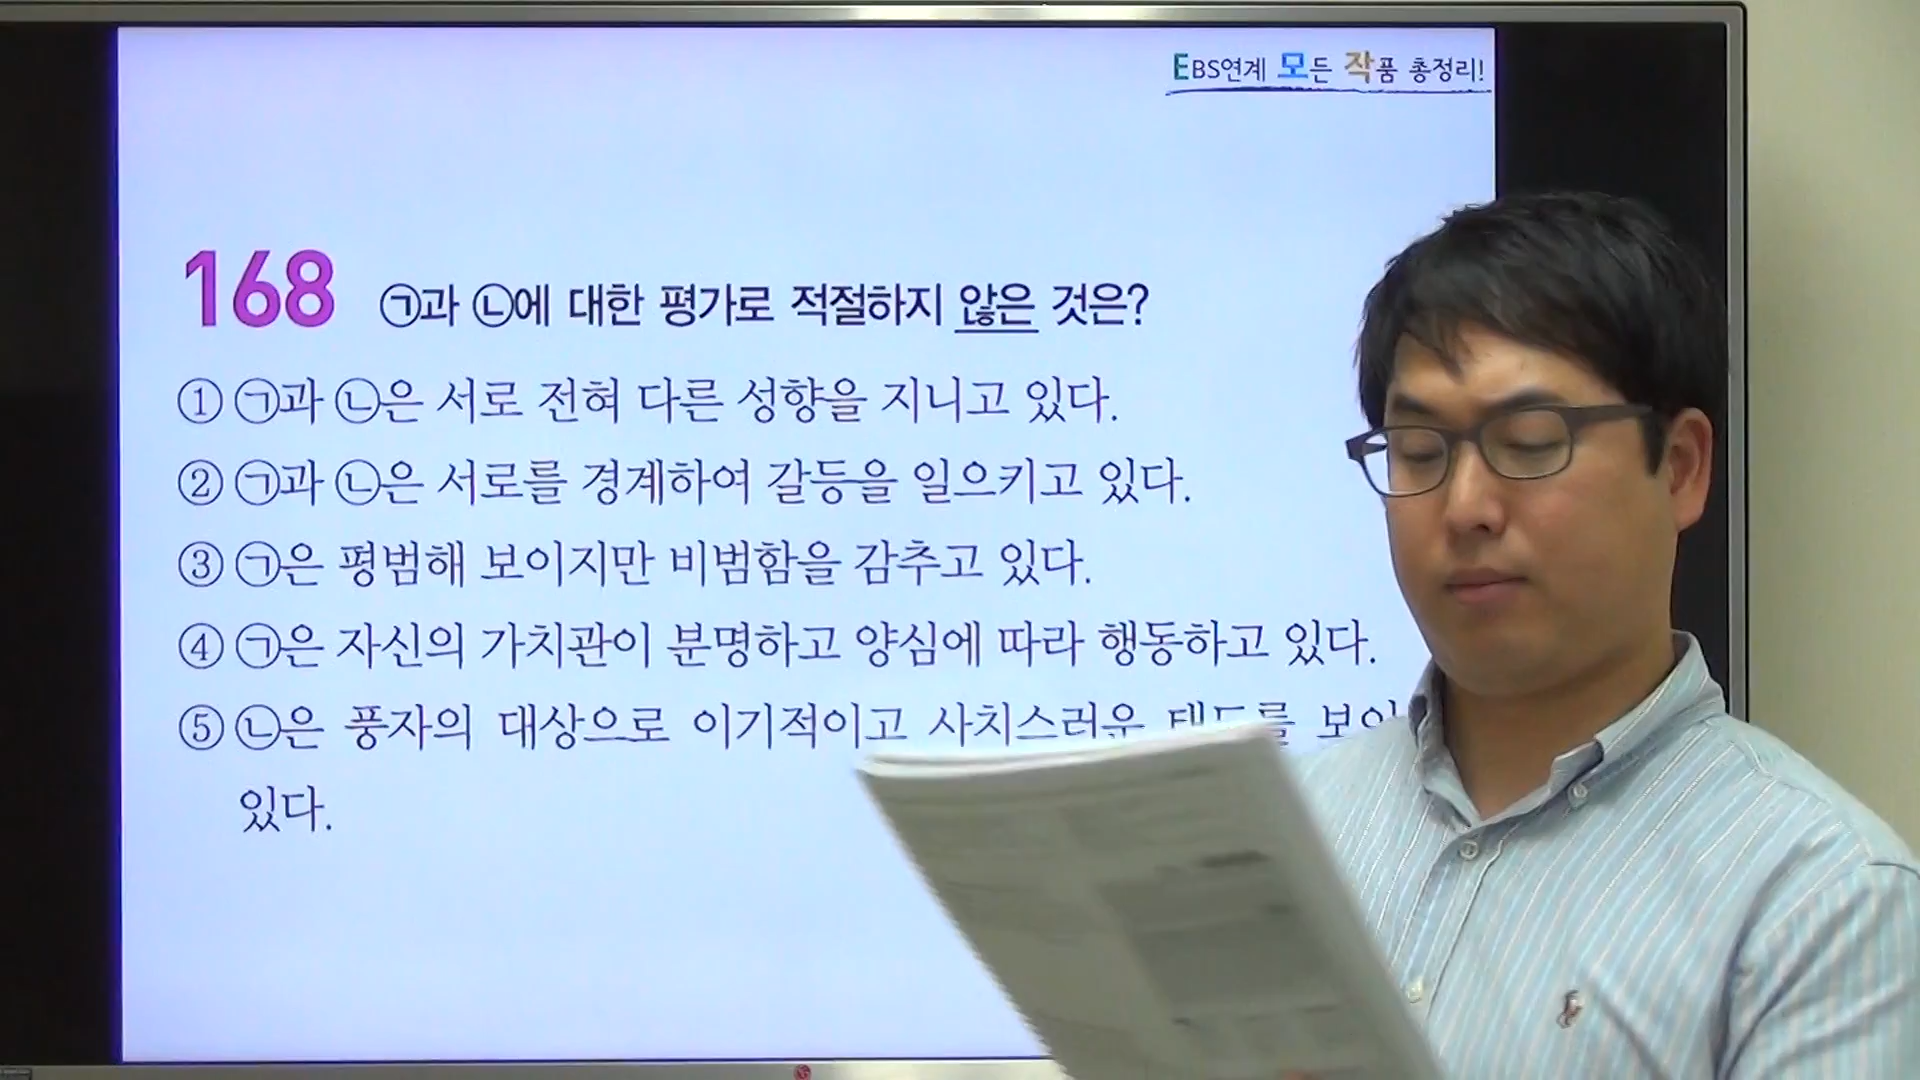 EBS연계 모든 작품 총정리!
168 ㉠과 ㉡에 대한 평가로 적절하지 않은 것은?
① ㉠과 ㉡은 서로 전혀 다른 성향을 지니고 있다.
② ㉠과 ㉡은 서로를 경계하여 갈등을 일으키고 있다.
③ ㉠은 평범해 보이지만 비범함을 감추고 있다.
④ ㉠은 자신의 가치관이 분명하고 양심에 따라 행동하고 있다.
⑤ ㉡은 풍자의 대상으로 이기적이고 사치스러운 태도를
있다.